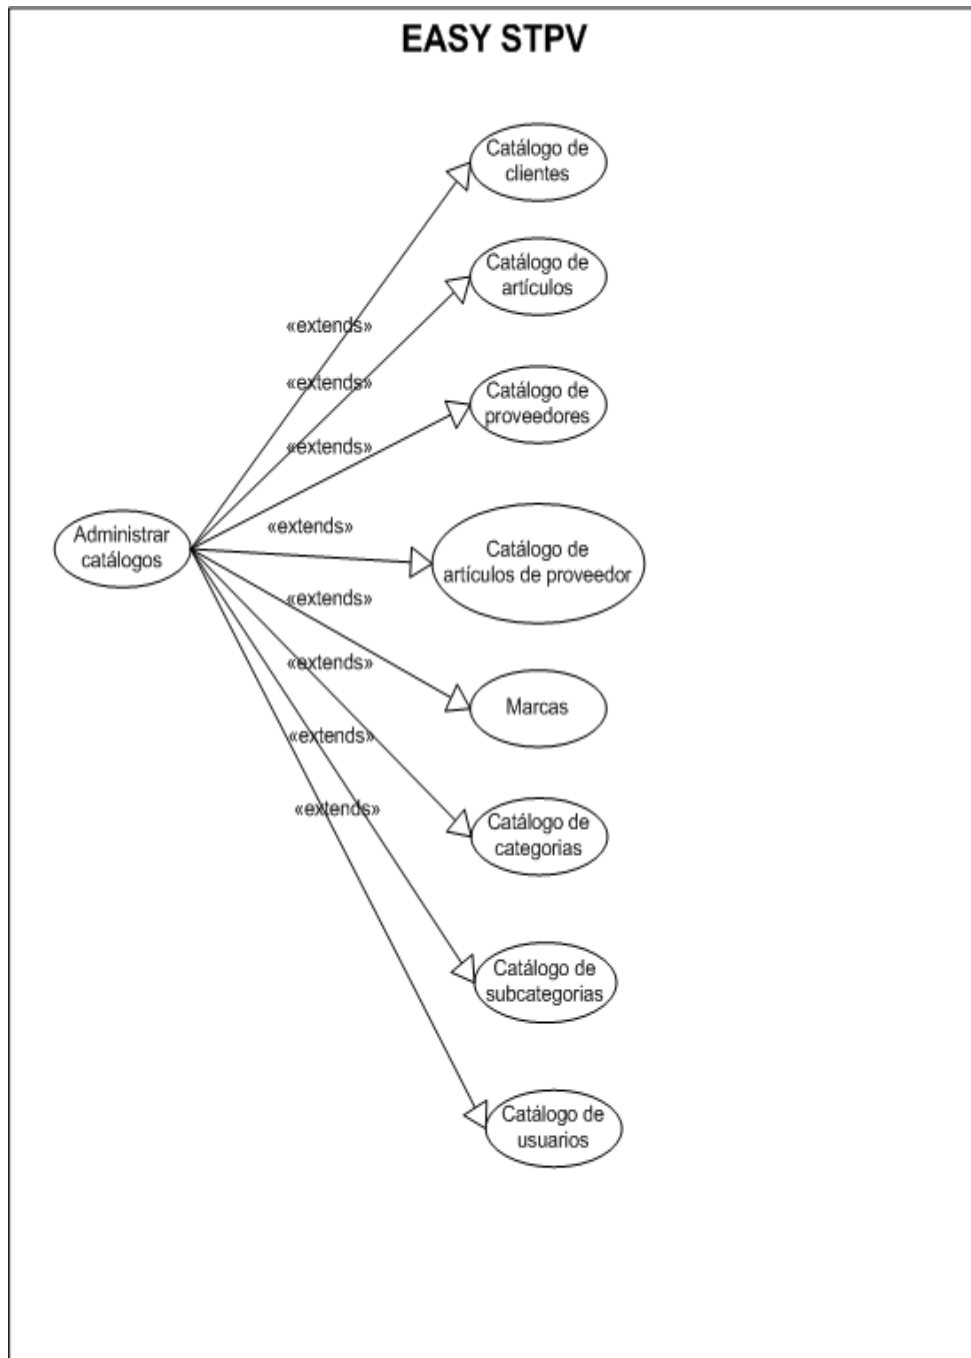 EASY STPV
Catálogo de
clientes
Catálogo de
artículos
«extends»
«extends»
Catálogo de
proveedores
«extends»
Administrar
catálogos
«extends»
Catálogo de
artículos de proveedor
«extends»
«extends»
Marcas
«extends»
«extends»
Catálogo de
categorias
Catálogo de
subcategorias
Catálogo de
usuarios